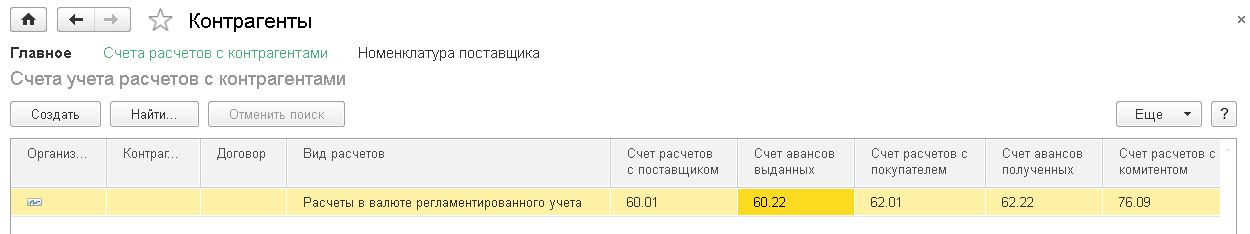 Контрагенты
Главное Счета расчетов с контрагентами Номенклатура поставщика
Счета учета расчетов с контрагентами
Создать Найти... Отменить поиск Еще ?
Организ... Контраг... Договор Вид расчетов Счет расчетов с поставщиком Счет авансов выданных Счет расчетов с покупателем Счет авансов полученных Счет расчетов с комитентом
Расчеты в валюте регламентированного учета 60.01 60.22 62.01 62.22 76.09